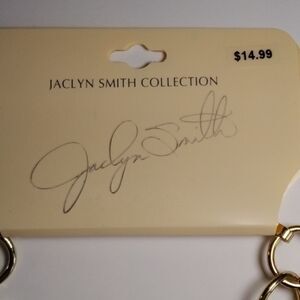 $14.99
JACLYN SMITH COLLECTION
Jaclyn Smith